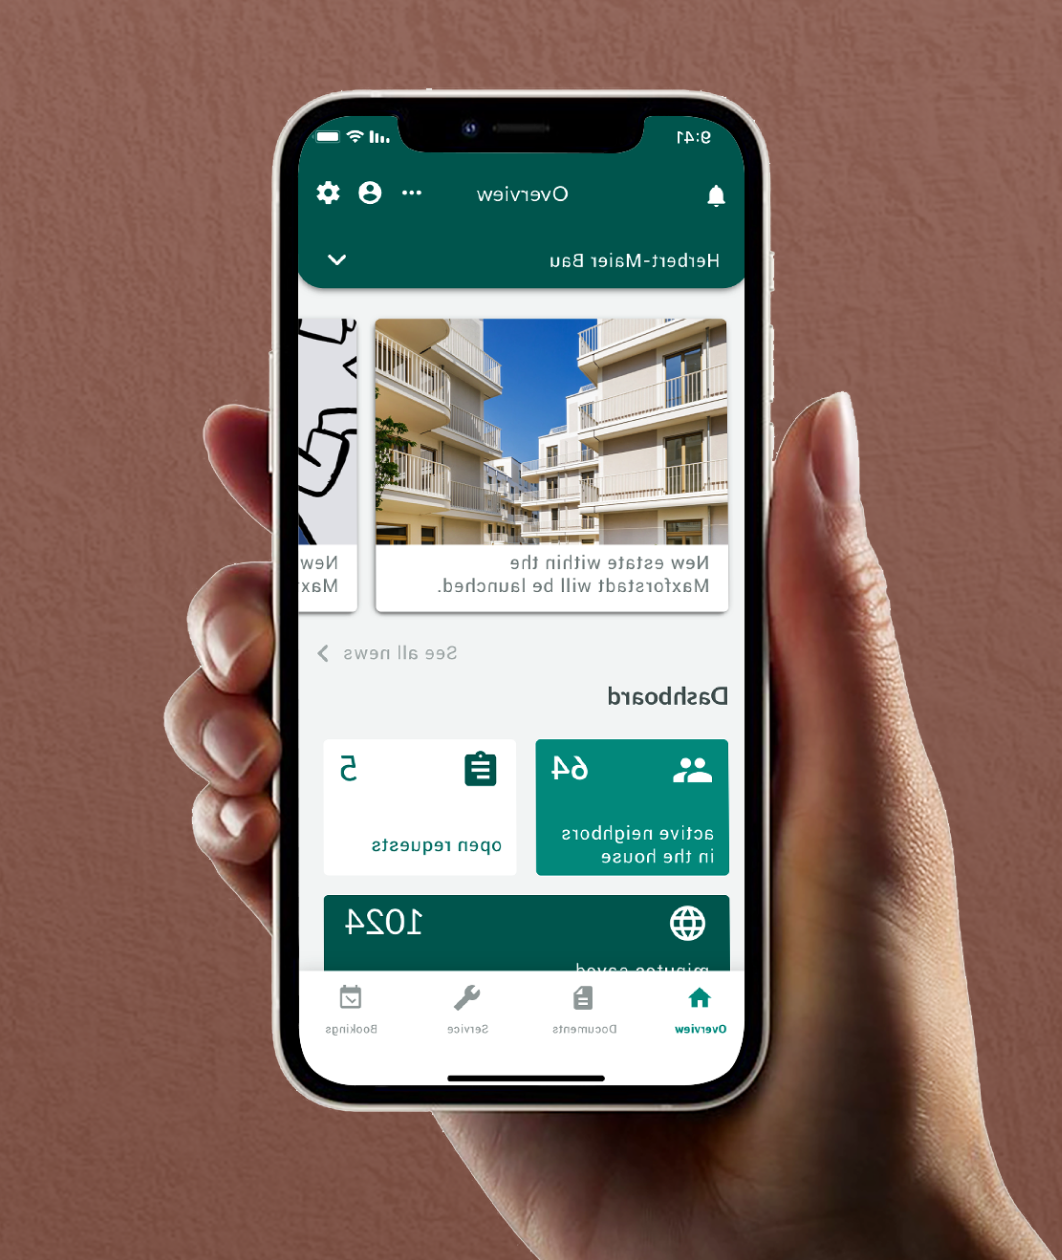 9:41
Overview
Herbert-Maier Bau
New estate within the
Maxforstadt will be launched.
New
Max
See all news
Dashboard
64
active neighbors
in the house
5
open requests
1024
minutes saved
Overview
Documents
Service
Bookings